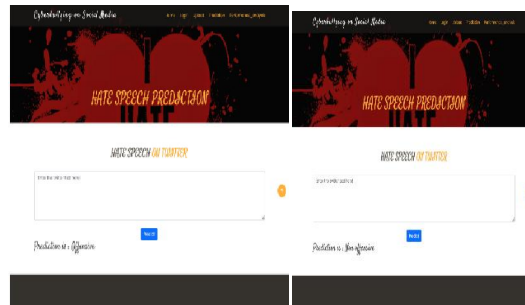 Cyberbullying on Social Media
HATE SPEECH PREDICTION
HATE SPEECH ON TWITTER
Predict
Prediction is : Offensive
Cyberbullying on Social Media
HATE SPEECH PREDICTION
HATE SPEECH ON TWITTER
Predict
Prediction is : Non offensive